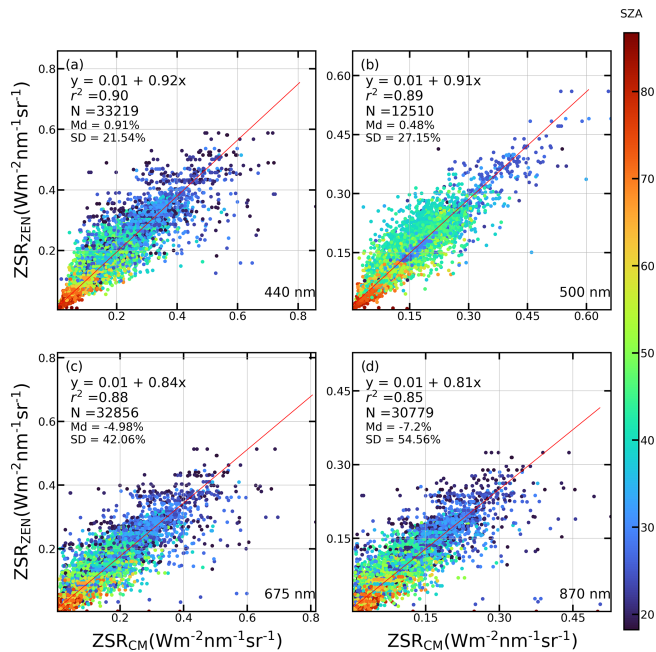 SZA
(a)
y = 0.01 + 0.92x
r² = 0.90
N = 33219
Md = 0.91%
SD = 21.54%
440 nm
0.8
0.6
0.4
0.2
0.2
0.4
0.6
0.8
ZSR_ZEN(Wm⁻²nm⁻¹sr⁻¹)
(b)
y = 0.01 + 0.91x
r² = 0.89
N = 12510
Md = 0.48%
SD = 27.15%
500 nm
0.60
0.45
0.30
0.15
0.15
0.30
0.45
0.60
(c)
y = 0.01 + 0.84x
r² = 0.88
N = 32856
Md = -4.98%
SD = 42.06%
675 nm
0.8
0.6
0.4
0.2
0.2
0.4
0.6
0.8
ZSR_ZEN(Wm⁻²nm⁻¹sr⁻¹)
ZSR_CM(Wm⁻²nm⁻¹sr⁻¹)
(d)
y = 0.01 + 0.81x
r² = 0.85
N = 30779
Md = -7.2%
SD = 54.56%
870 nm
0.45
0.30
0.15
0.15
0.30
0.45
ZSR_CM(Wm⁻²nm⁻¹sr⁻¹)
80
70
60
50
40
30
20